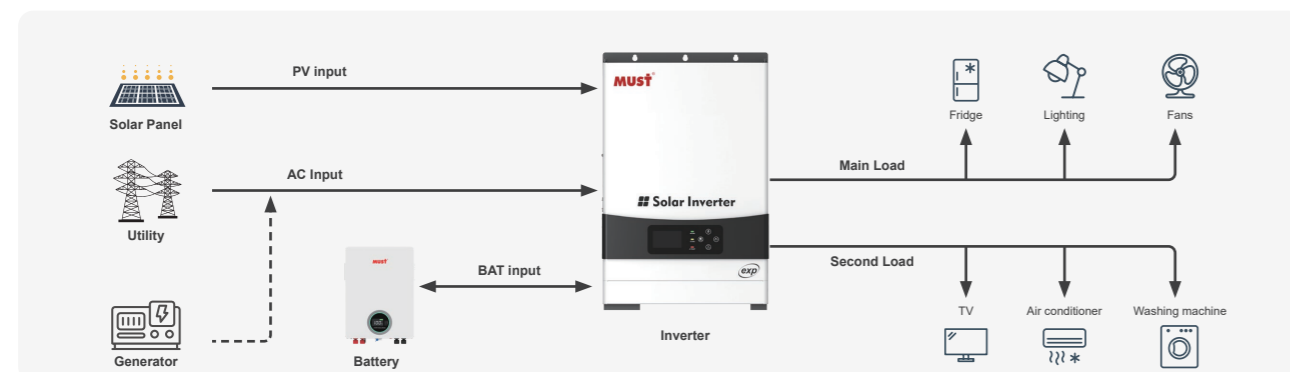 PV input
Solar Panel
AC Input
Utility
Generator
MUST
Battery
BAT input
MUST
Solar Inverter
exp
Inverter
Main Load
Fridge
Lighting
Fans
Second Load
TV
Air conditioner
Washing machine